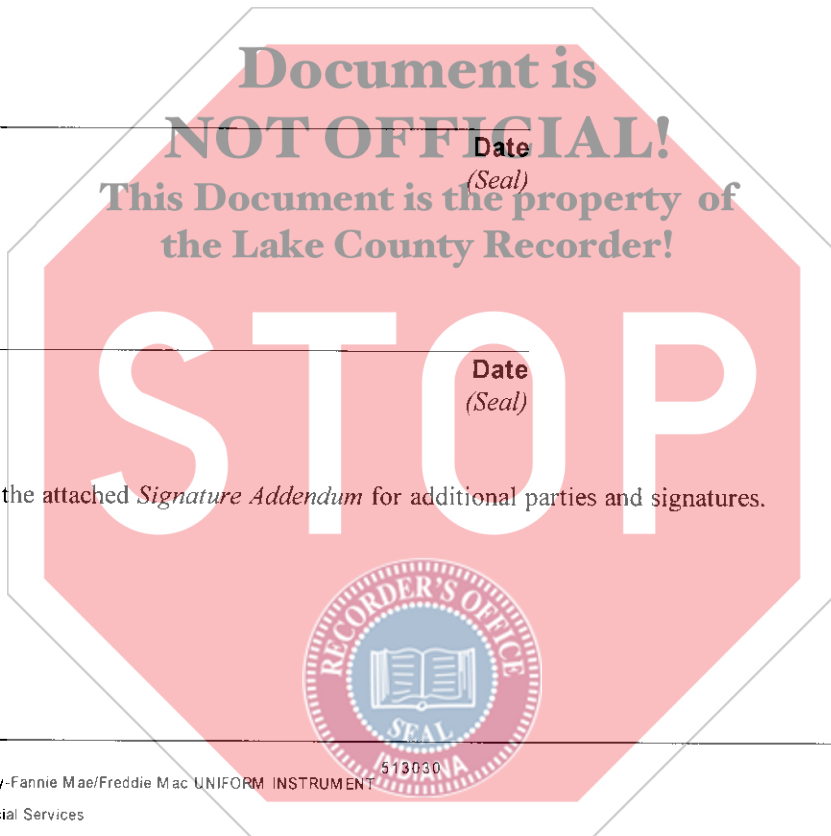 Document is
NOT OFFICIAL!
Date
(Seal)
This Document is the property of
the Lake County Recorder!
STOP
Date
(Seal)
the attached Signature Addendum for additional parties and signatures.
RECORDER'S OFFICE
SEAL
INDIANA
513030
-Fannie Mae/Freddie Mac UNIFORM INSTRUMENT
Services